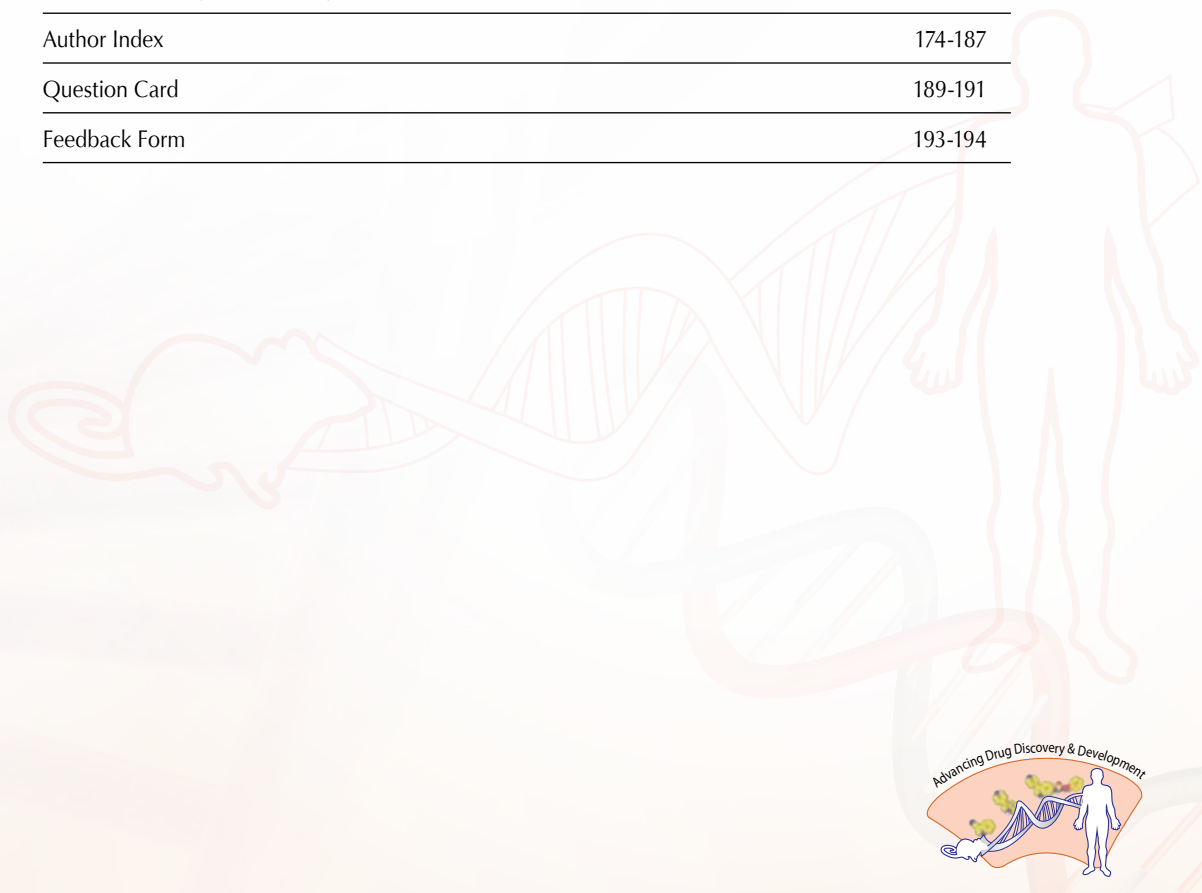 Author Index 174-187
Question Card 189-191
Feedback Form 193-194
Advancing Drug Discovery & Development